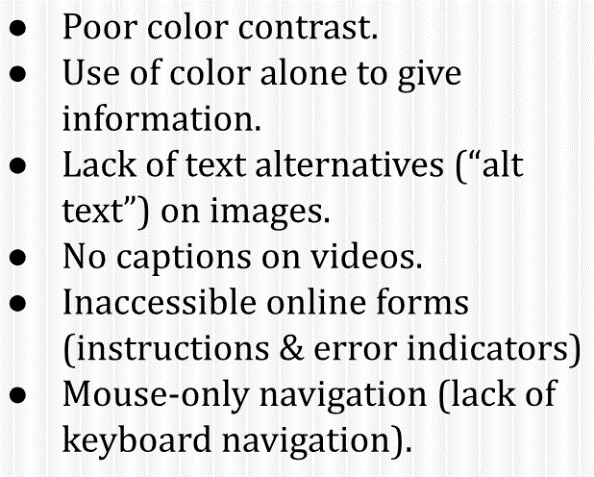 ● Poor color contrast.
● Use of color alone to give
information.
● Lack of text alternatives (“alt
text”) on images.
● No captions on videos.
● Inaccessible online forms
(instructions & error indicators)
● Mouse-only navigation (lack of
keyboard navigation).